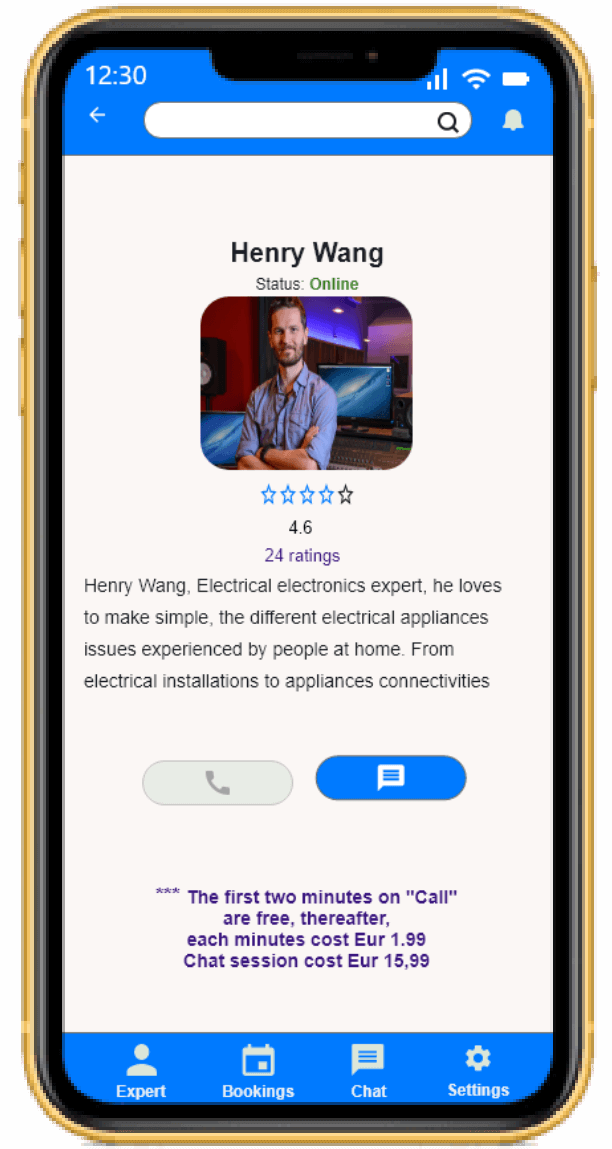 12:30
Henry Wang
Status: Online
4.6
24 ratings
Henry Wang, Electrical electronics expert, he loves
to make simple, the different electrical appliances
issues experienced by people at home. From
electrical installations to appliances connectivities
*** The first two minutes on "Call"
are free, thereafter,
each minutes cost Eur 1.99
Chat session cost Eur 15,99
Expert Bookings Chat Settings